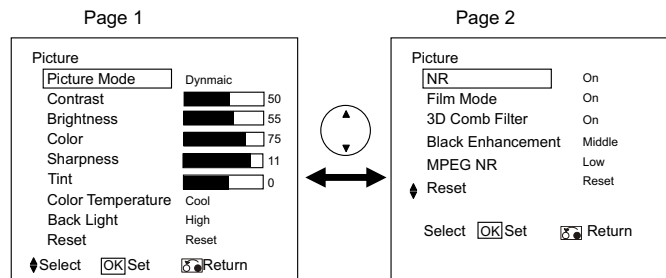 Page 1
Picture
Picture Mode Dynmaic
Contrast 50
Brightness 55
Color 75
Sharpness 11
Tint 0
Color Temperature Cool
Back Light High
Reset Reset
Select OK Set Return
Page 2
Picture
NR On
Film Mode On
3D Comb Filter On
Black Enhancement Middle
MPEG NR Low
Reset Reset
Select OK Set Return